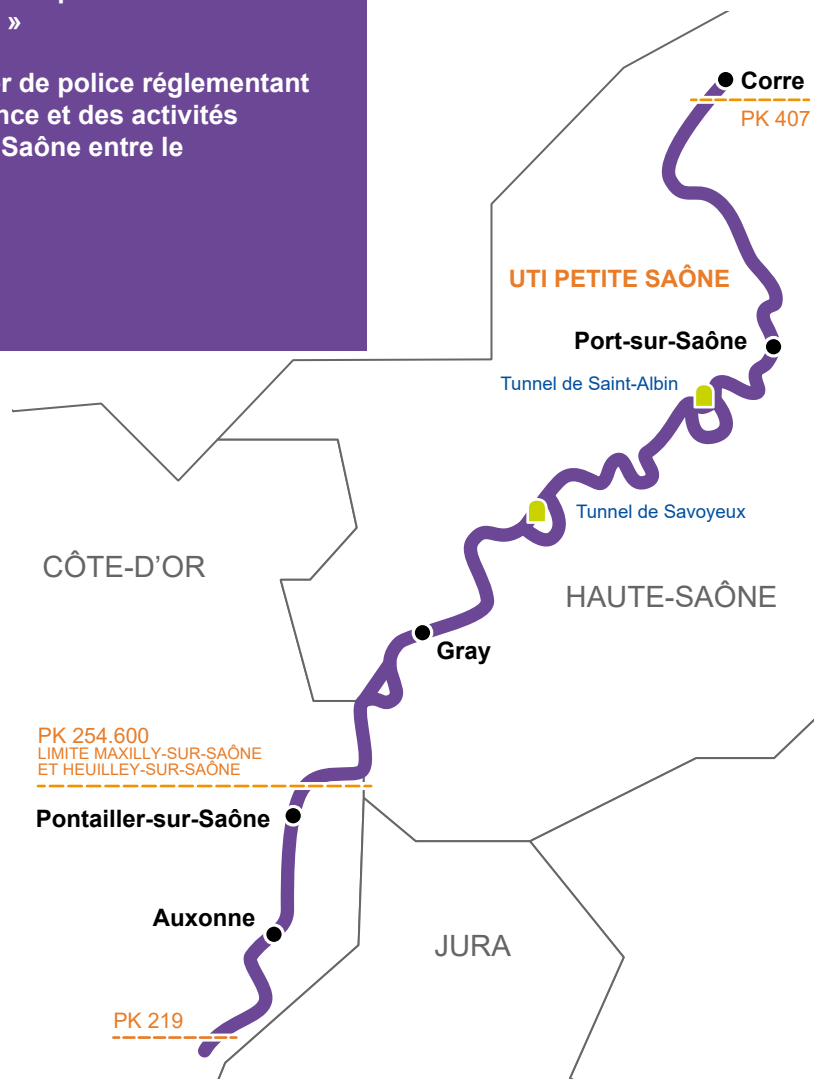 »
r de police réglementant
nce et des activités
Saône entre le
Corre
PK 407
UTI PETITE SAÔNE
Port-sur-Saône
Tunnel de Saint-Albin
Tunnel de Savoyeux
CÔTE-D’OR
HAUTE-SAÔNE
Gray
PK 254.600
LIMITE MAXILLY-SUR-SAÔNE
ET HEUILLEY-SUR-SAÔNE
Pontailler-sur-Saône
Auxonne
JURA
PK 219